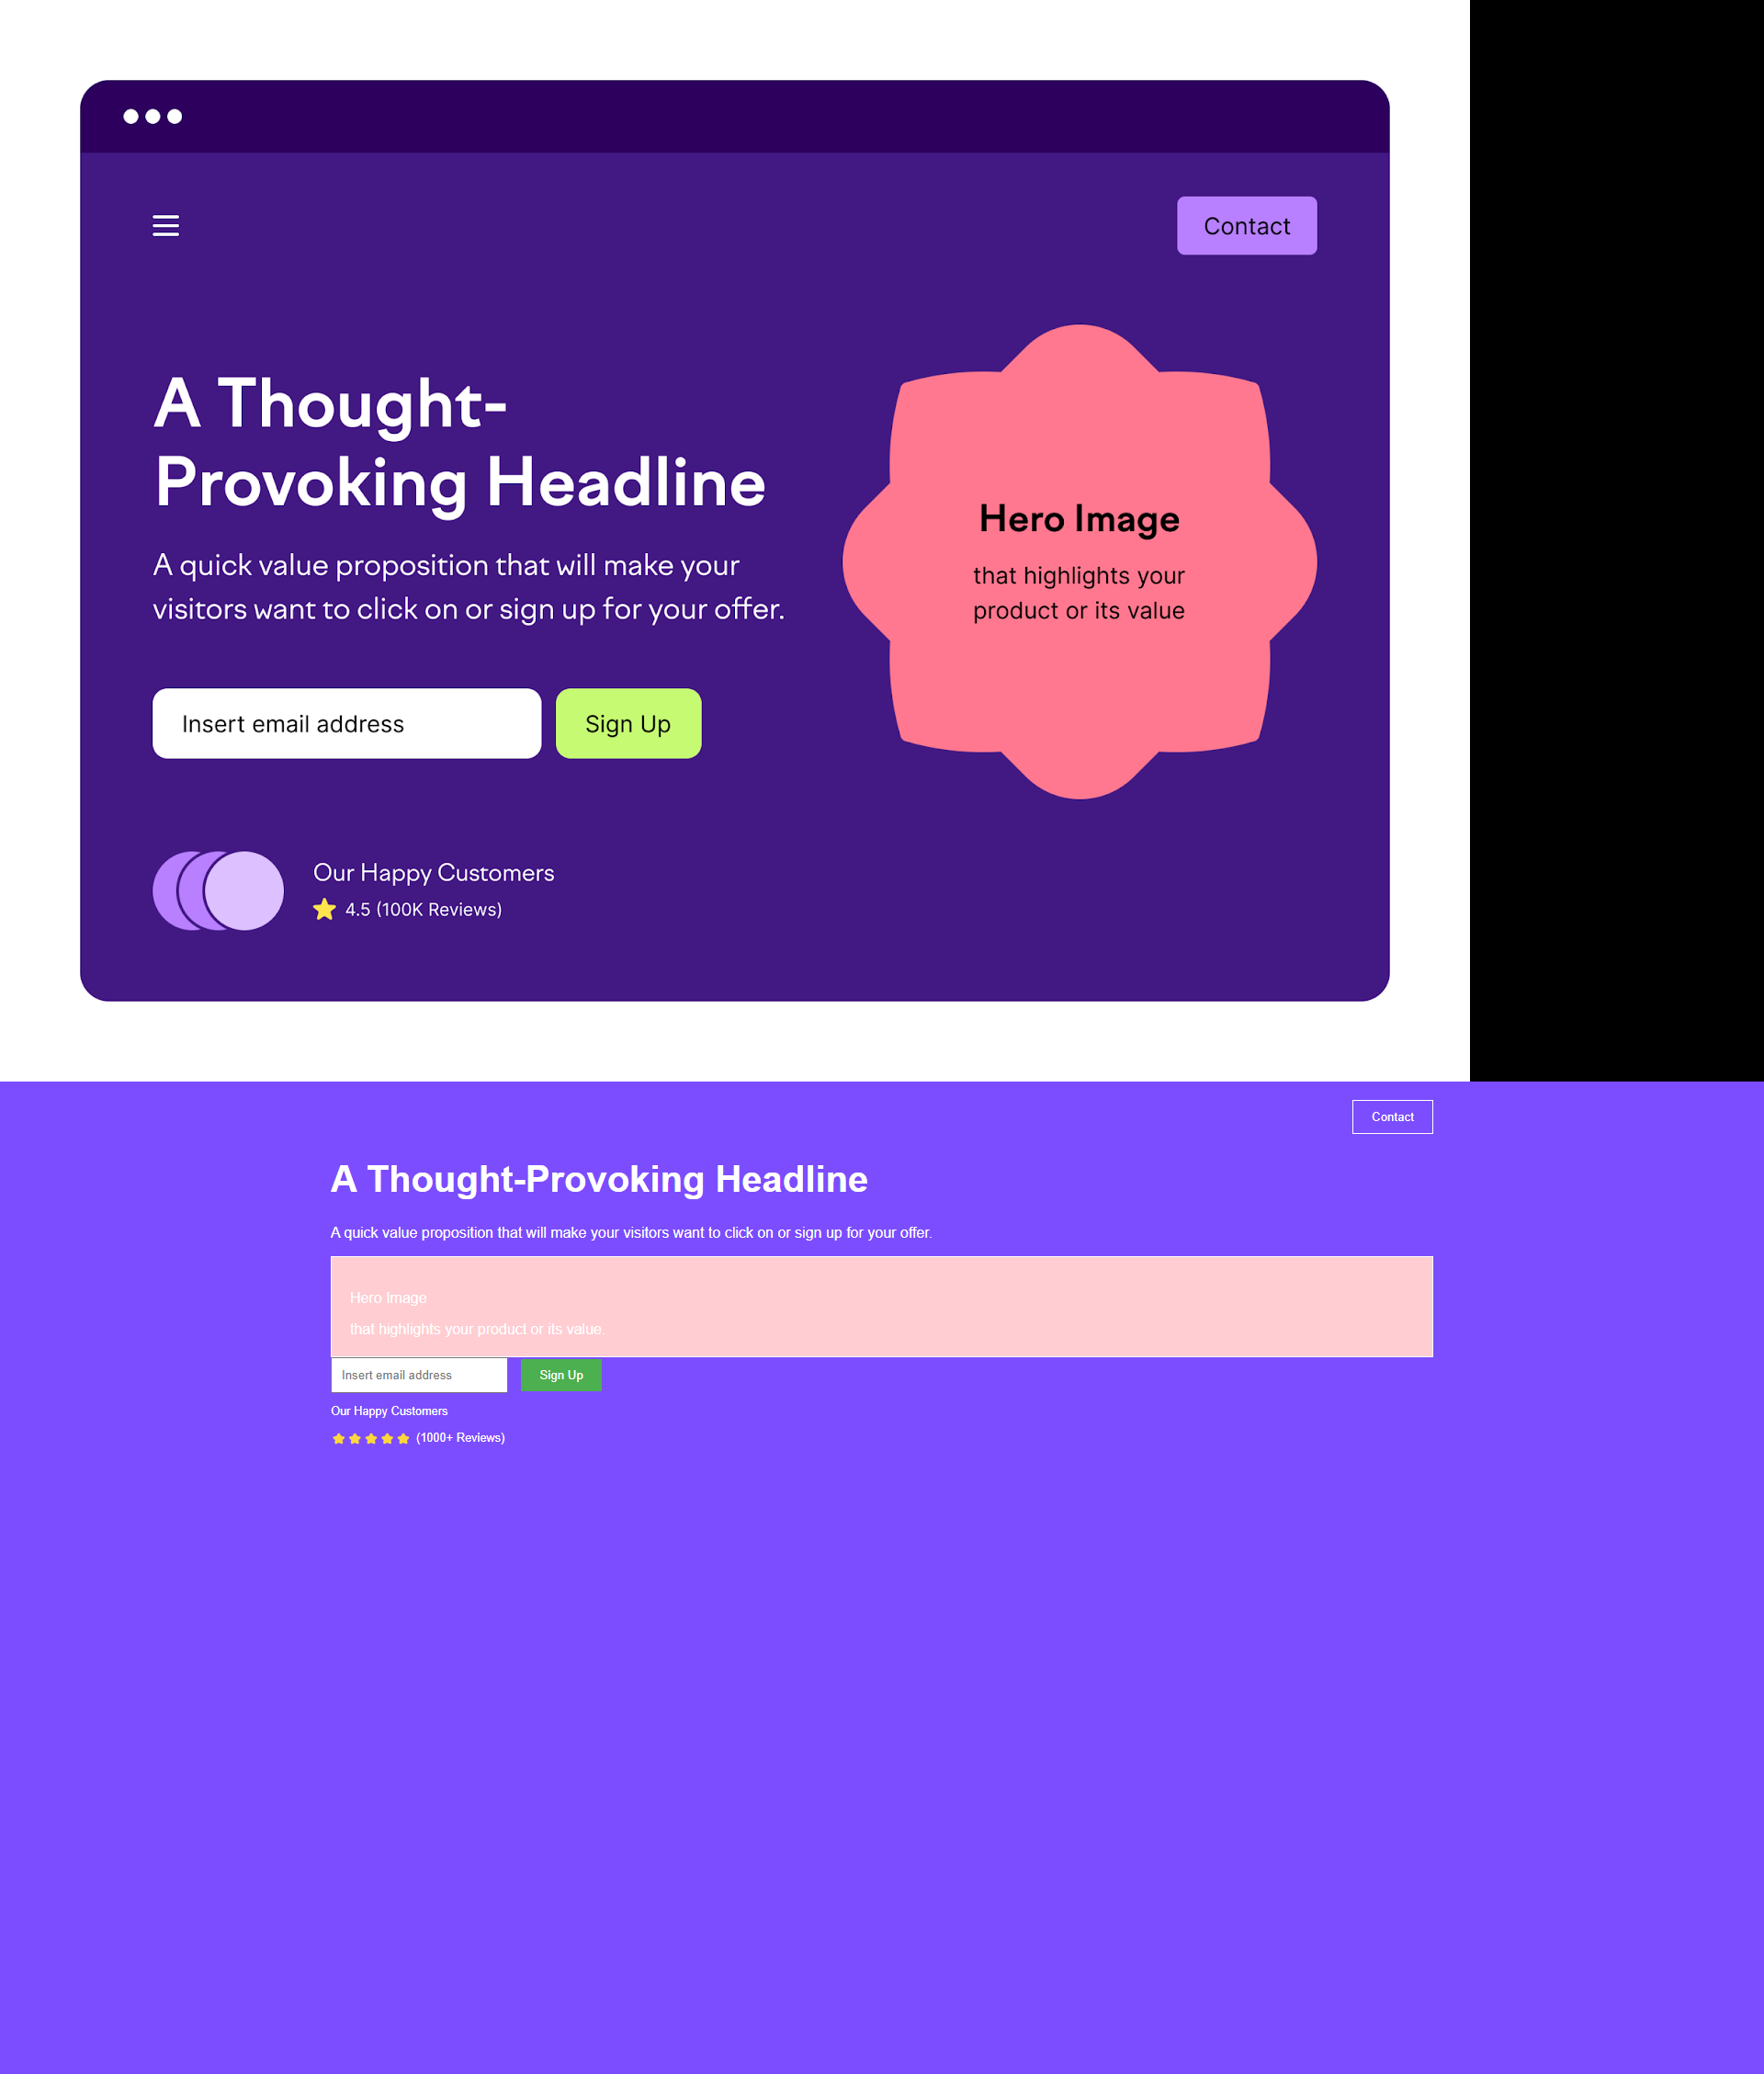 Contact
A Thought-
Provoking Headline
A quick value proposition that will make your
visitors want to click on or sign up for your offer.
Hero Image
that highlights your
product or its value
Insert email address
Sign Up
Our Happy Customers
4.5 (100K Reviews)
Contact
A Thought-Provoking Headline
A quick value proposition that will make your visitors want to click on or sign up for your offer.
Hero Image
that highlights your product or its value.
Insert email address
Sign Up
Our Happy Customers
(1000+ Reviews)